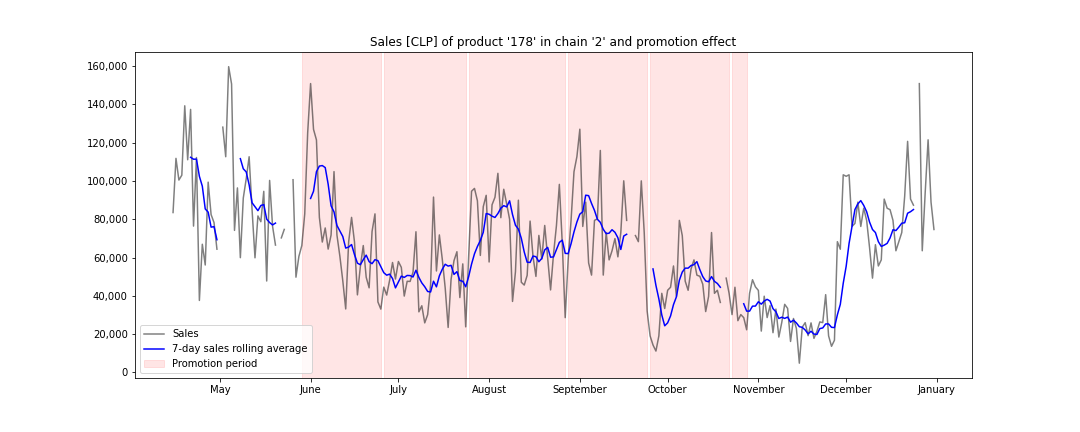 Sales [CLP] of product '178' in chain '2' and promotion effect
160,000
140,000
120,000
100,000
80,000
60,000
40,000
20,000
0
Sales
7-day sales rolling average
Promotion period
May June July August September October November December January